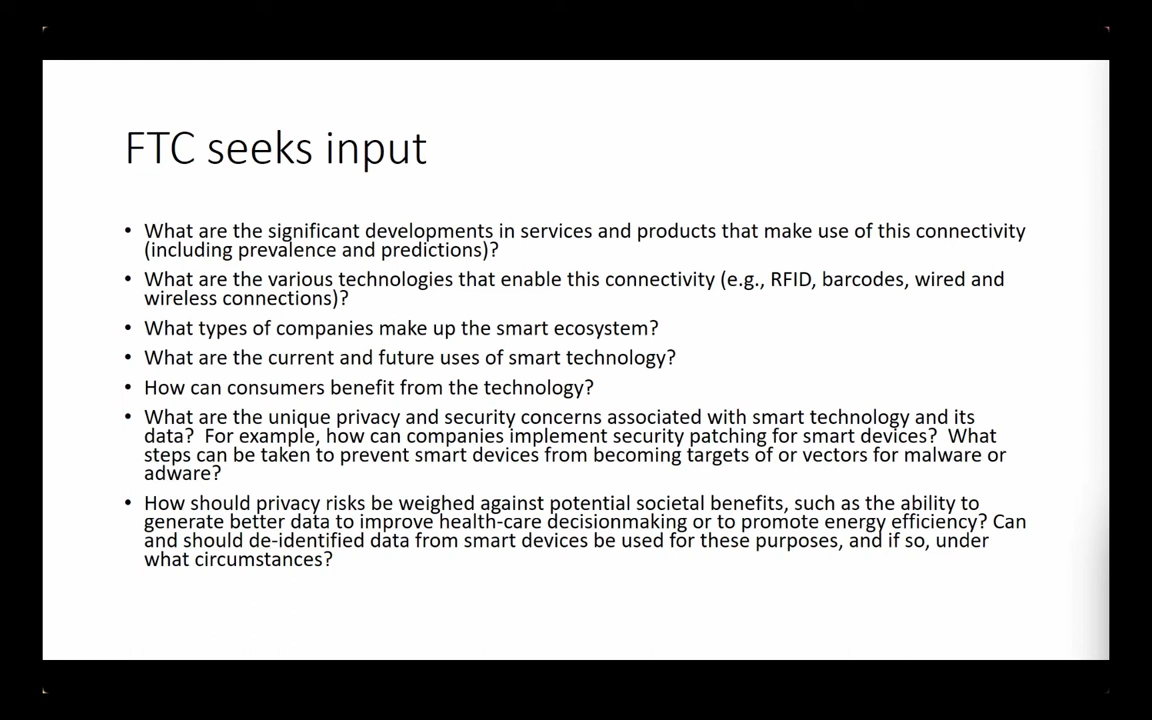 FTC seeks input
• What are the significant developments in services and products that make use of this connectivity
(including prevalence and predictions)?
• What are the various technologies that enable this connectivity (e.g., RFID, barcodes, wired and
wireless connections)?
• What types of companies make up the smart ecosystem?
• What are the current and future uses of smart technology?
• How can consumers benefit from the technology?
• What are the unique privacy and security concerns associated with smart technology and its
data?  For example, how can companies implement security patching for smart devices?  What
steps can be taken to prevent smart devices from becoming targets of or vectors for malware or
adware?
• How should privacy risks be weighed against potential societal benefits, such as the ability to
generate better data to improve health-care decisionmaking or to promote energy efficiency? Can
and should de-identified data from smart devices be used for these purposes, and if so, under
what circumstances?